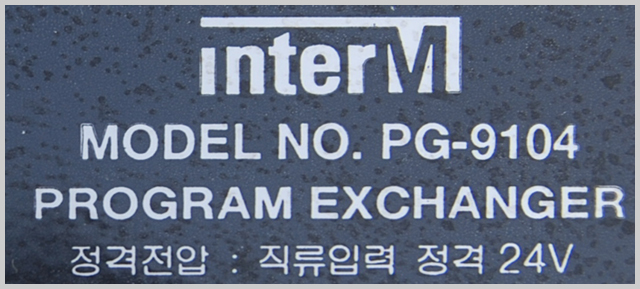 interM
MODEL NO. PG-9104
PROGRAM EXCHANGER
정격전압 : 직류입력 정격 24V